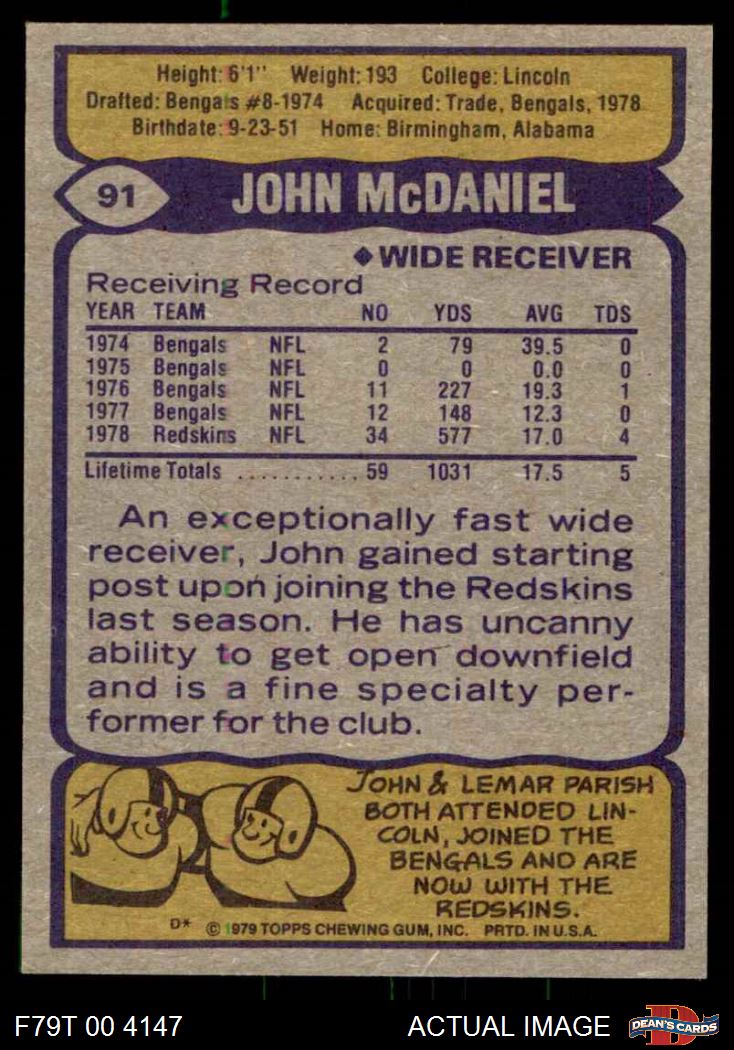 Height: 6'1" Weight: 193 College: Lincoln
Drafted: Bengals #8-1974 Acquired: Trade, Bengals, 1978
Birthdate: 9-23-51 Home: Birmingham, Alabama
91 JOHN McDANIEL
◆ WIDE RECEIVER
Receiving Record
YEAR TEAM NO YDS AVG TDS
1974 Bengals NFL 2 79 39.5 0
1975 Bengals NFL 0 0 0.0 0
1976 Bengals NFL 11 227 19.3 1
1977 Bengals NFL 12 148 12.3 0
1978 Redskins NFL 34 577 17.0 4
Lifetime Totals ........... 59 1031 17.5 5
An exceptionally fast wide
receiver, John gained starting
post upon joining the Redskins
last season. He has uncanny
ability to get open downfield
and is a fine specialty per-
former for the club.
JOHN & LEMAR PARISH
BOTH ATTENDED LIN-
COLN, JOINED THE
BENGALS AND ARE
NOW WITH THE
REDSKINS.
D* © 1979 TOPPS CHEWING GUM, INC. PRTD. IN U.S.A.
F79T 00 4147 ACTUAL IMAGE D DEAN'S CARDS